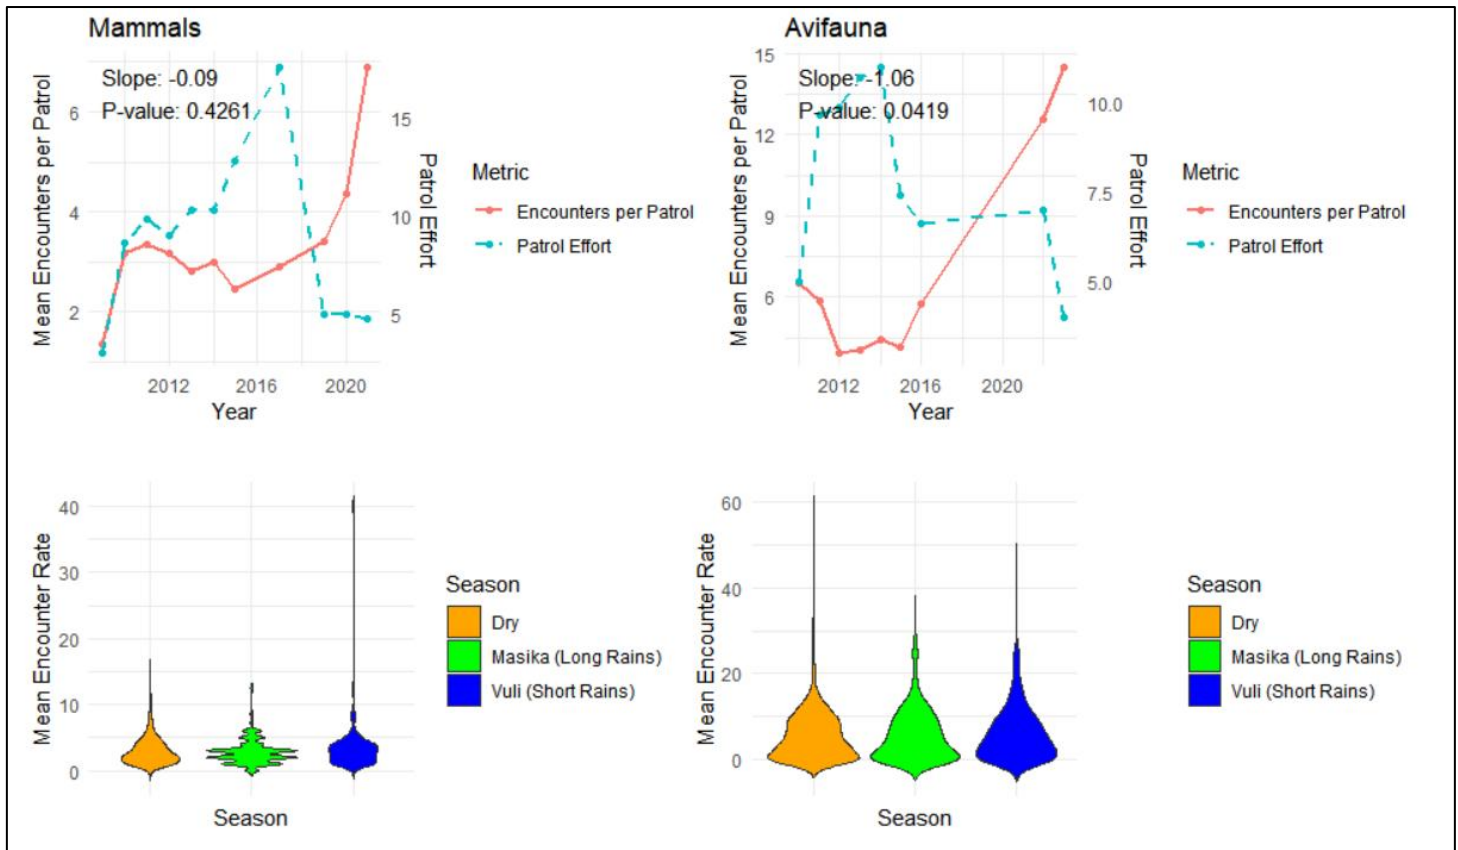 Mammals
Slope: -0.09
P-value: 0.4261
6
4
2
Mean Encounters per Patrol
15
10
5
Patrol Effort
2012 2016 2020
Year
Metric
Encounters per Patrol
Patrol Effort
Avifauna
Slope: -1.06
P-value: 0.0419
15
12
9
6
Mean Encounters per Patrol
10.0
7.5
5.0
Patrol Effort
2012 2016 2020
Year
Metric
Encounters per Patrol
Patrol Effort
40
30
20
10
0
Mean Encounter Rate
Season
Season
Dry
Masika (Long Rains)
Vuli (Short Rains)
60
40
20
0
Mean Encounter Rate
Season
Season
Dry
Masika (Long Rains)
Vuli (Short Rains)